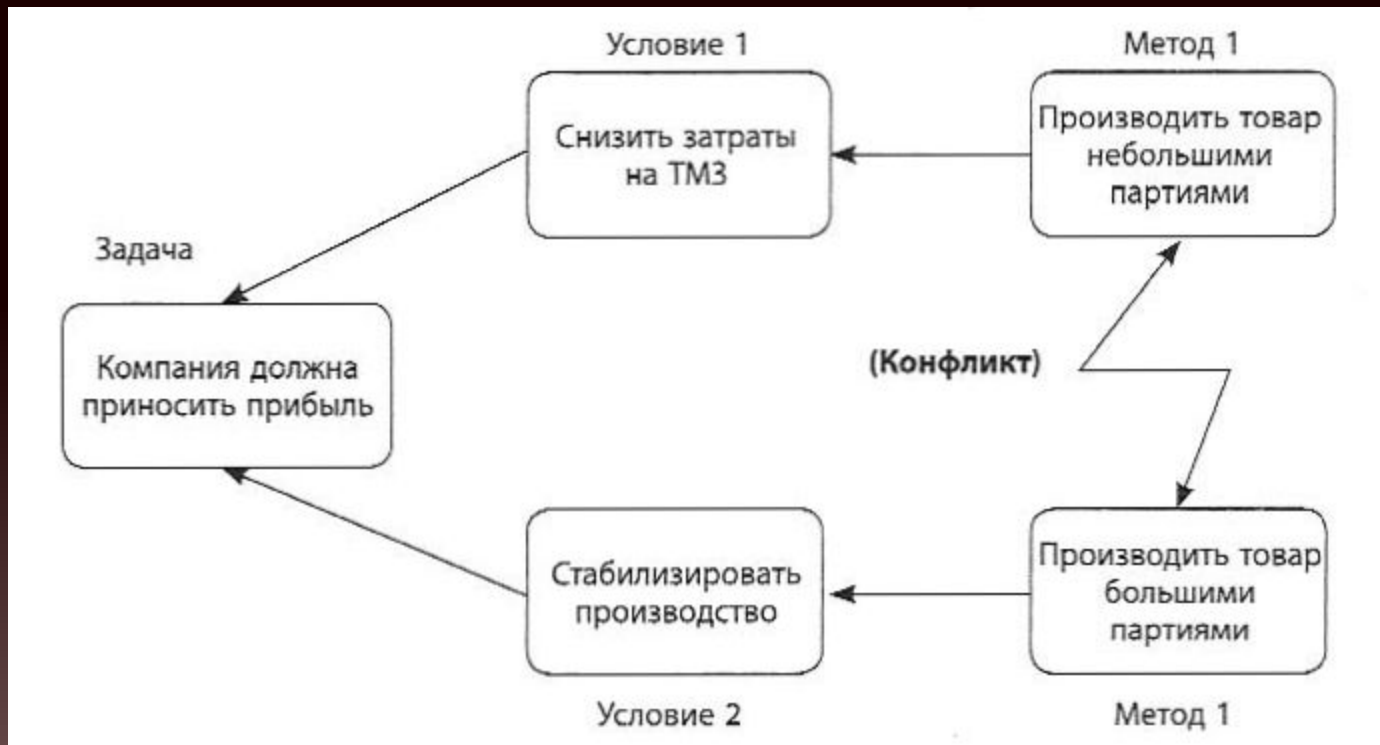 Условие 1
Метод 1
Снизить затраты
на ТМЗ
Производить товар
небольшими
партиями
Задача
Компания должна
приносить прибыль
(Конфликт)
Стабилизировать
производство
Производить товар
большими
партиями
Условие 2
Метод 1